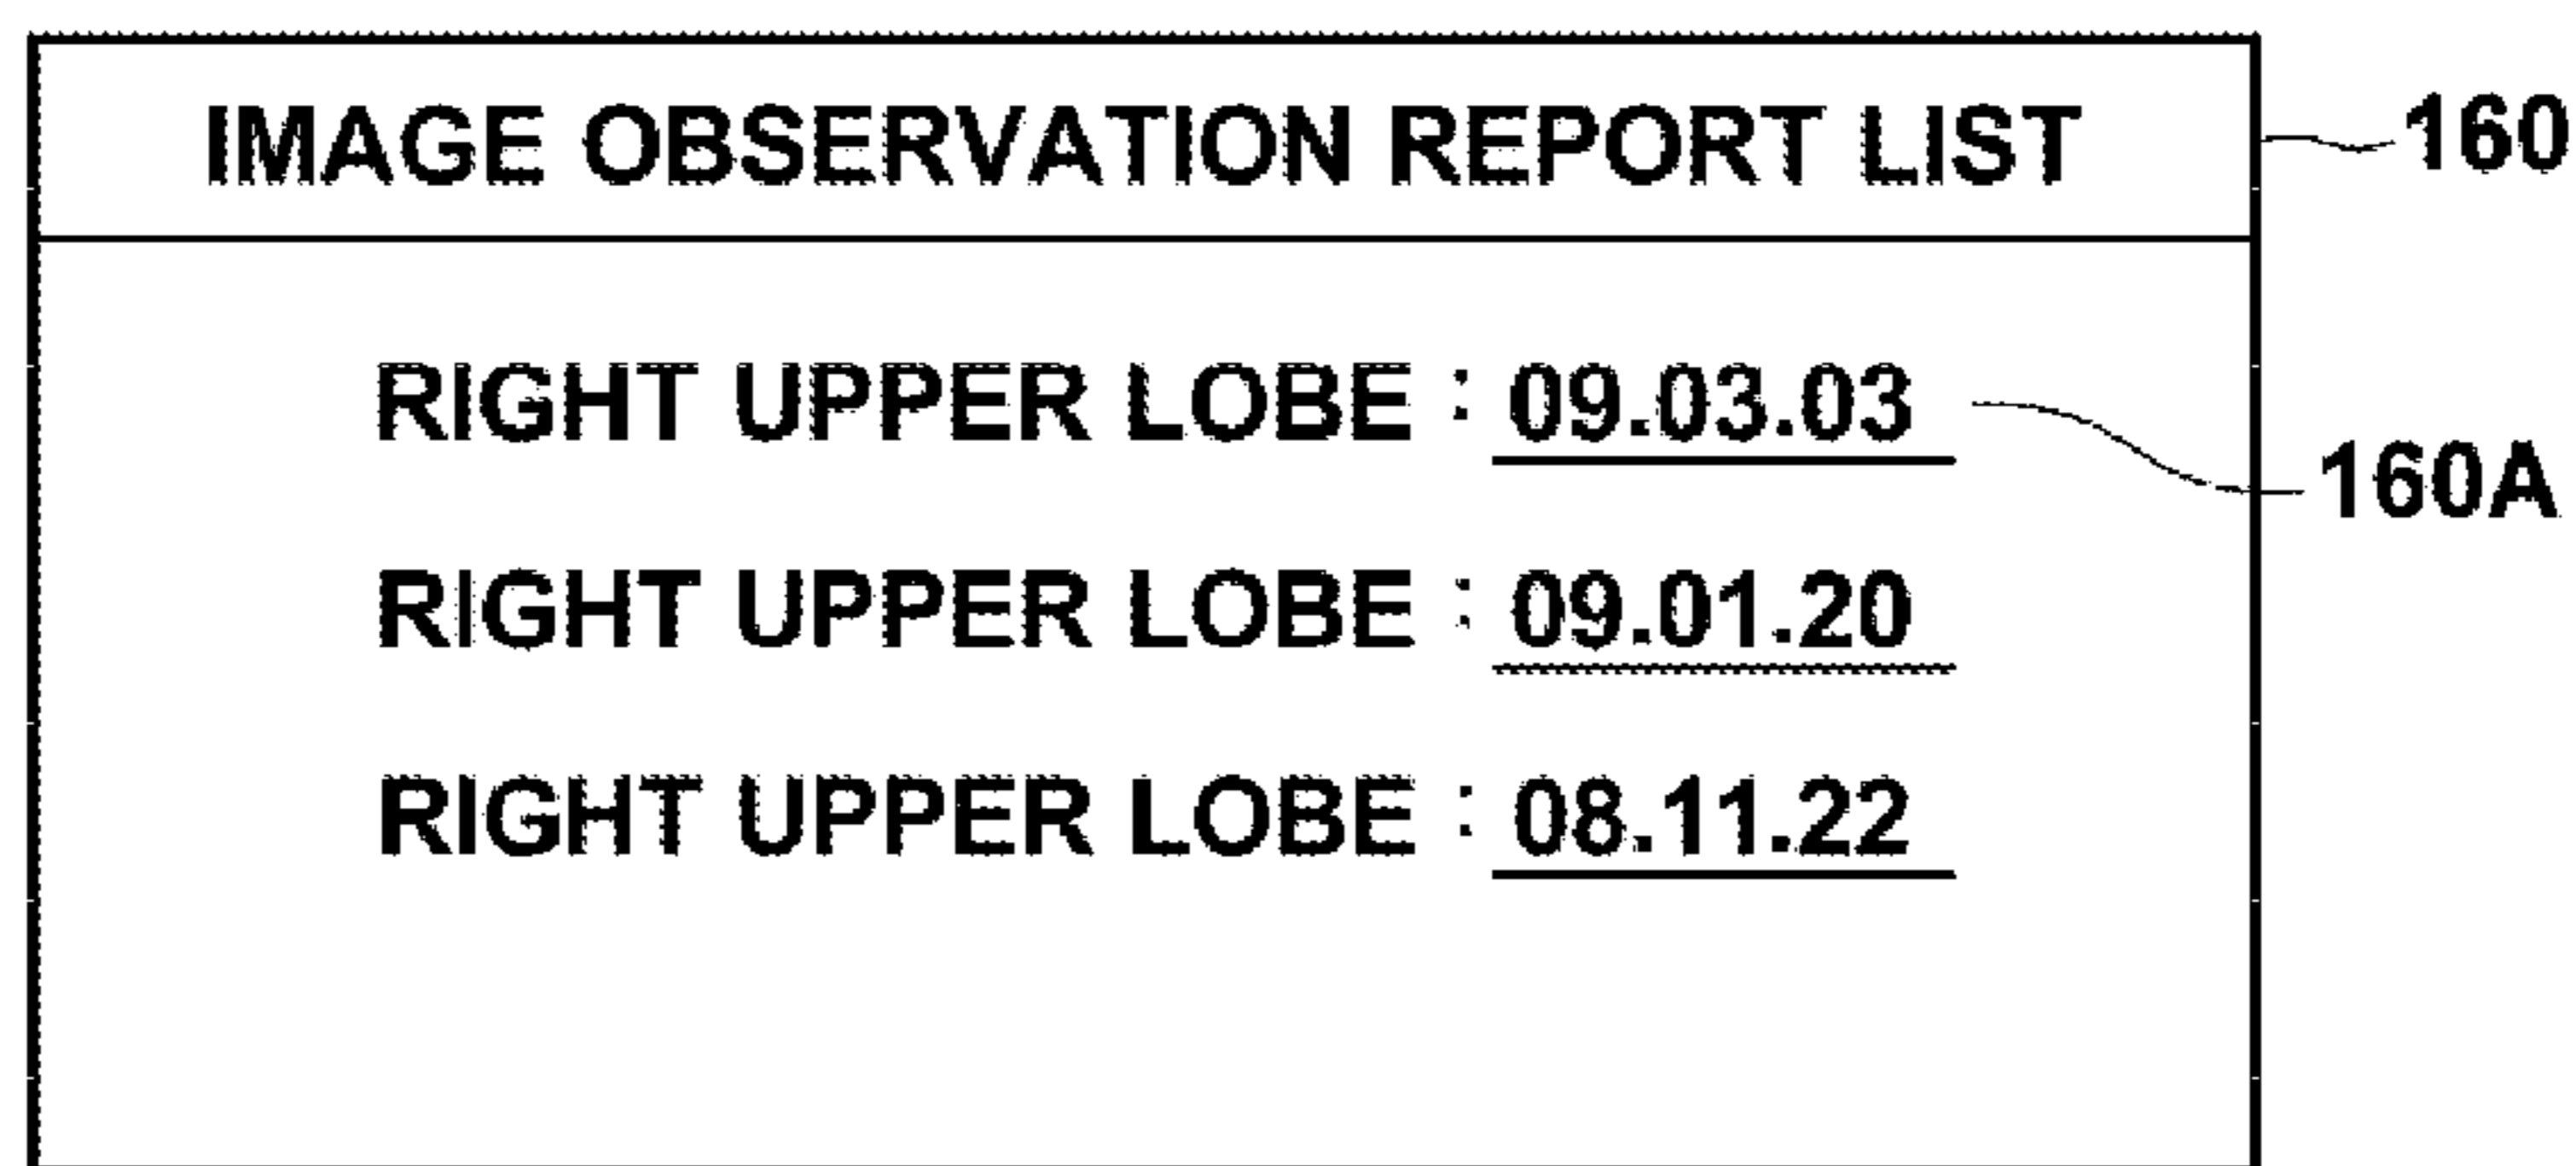 IMAGE OBSERVATION REPORT LIST
160
RIGHT UPPER LOBE : 09.03.03
160A
RIGHT UPPER LOBE : 09.01.20
RIGHT UPPER LOBE : 08.11.22